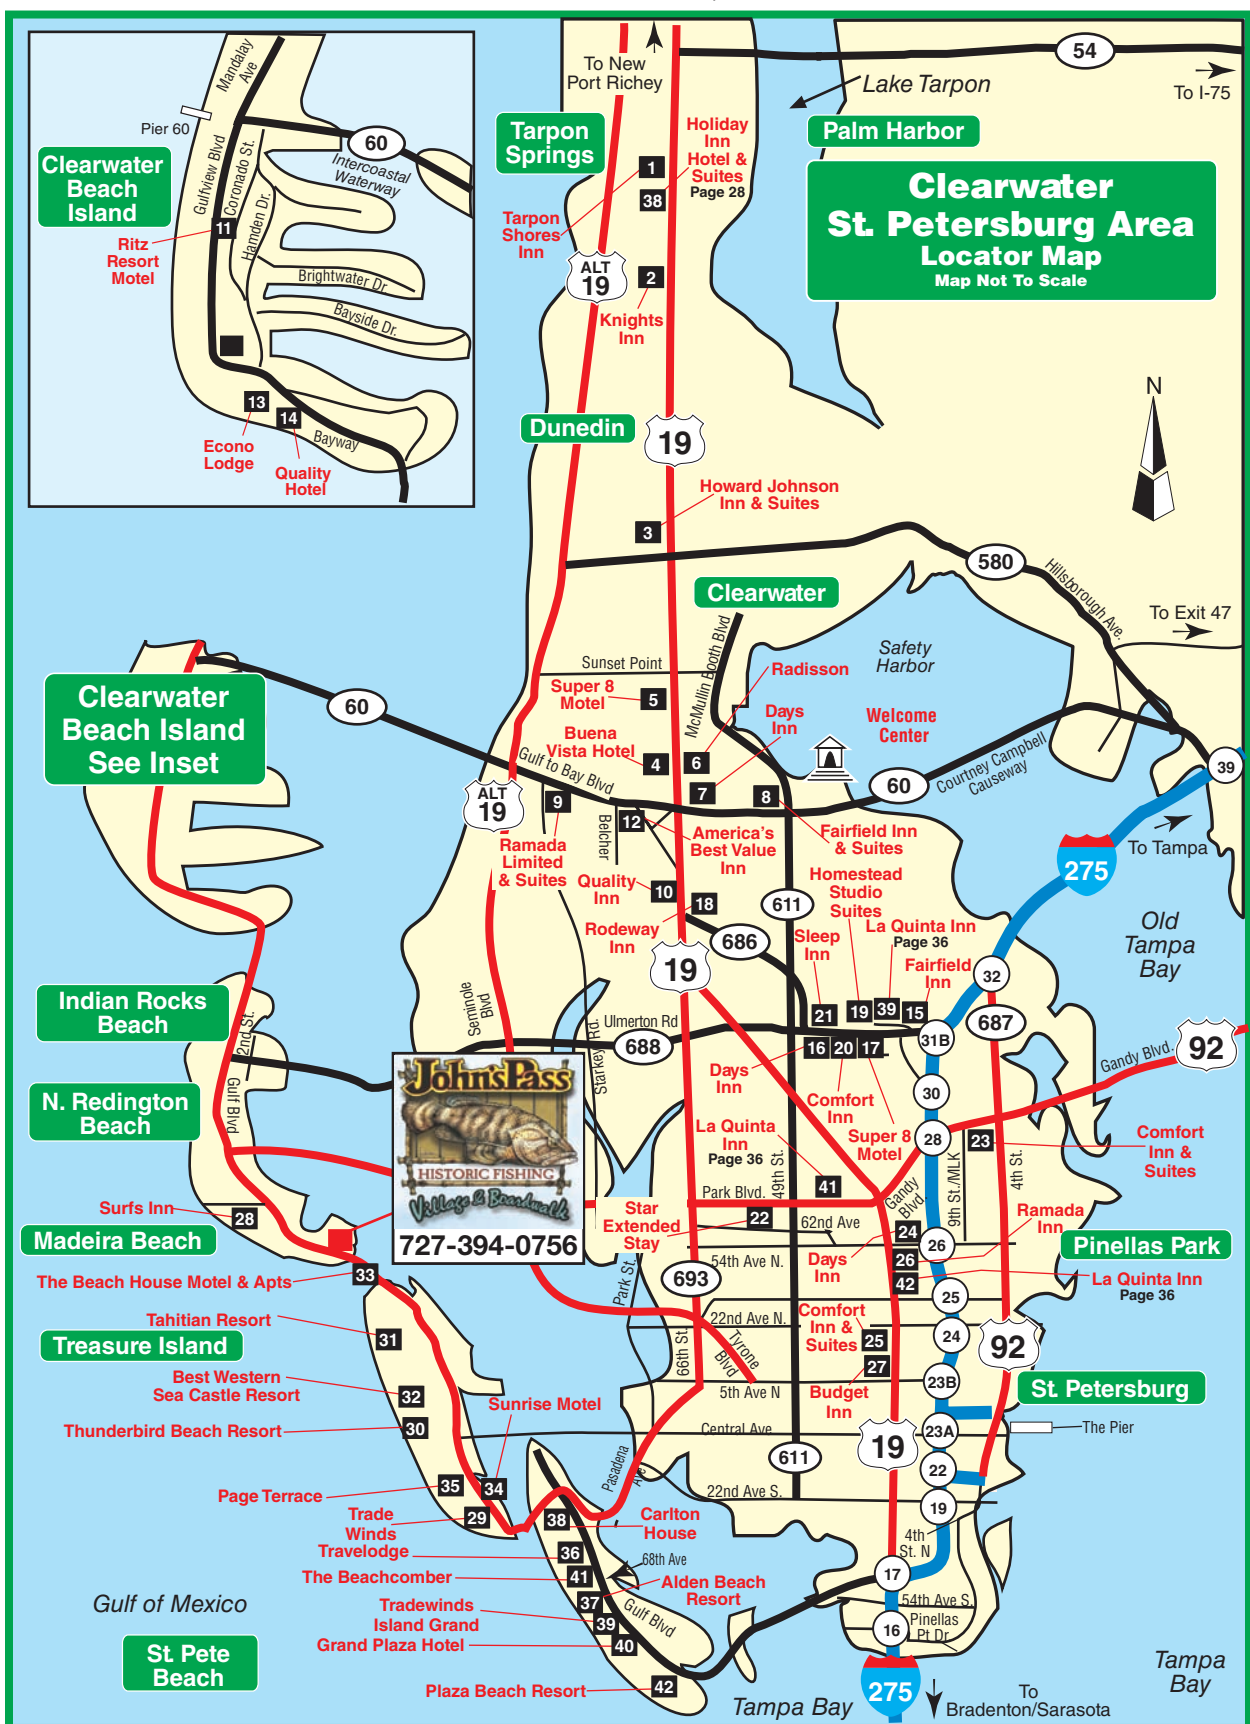 Clearwater
St. Petersburg Area
Locator Map
Map Not To Scale
Mandalay
Ave
Pier 60
60
Intercoastal
Waterway
Clearwater
Beach
Island
Gulfview Blvd
Coronado St.
Hamden Dr.
11
Ritz
Resort
Motel
Brightwater Dr.
Bayside Dr.
13
14
Bayway
Econo
Lodge
Quality
Hotel
To New
Port Richey
54
To I-75
Lake Tarpon
Tarpon
Springs
Palm Harbor
Holiday
Inn
Hotel &
Suites
Page 28
1
38
Tarpon
Shores
Inn
ALT
19
2
Knights
Inn
Dunedin
19
N
Howard Johnson
Inn & Suites
3
580
Hillsborough Ave.
Clearwater
To Exit 47
McMullin Booth Blvd
Safety
Harbor
Sunset Point
Radisson
Super 8
Motel
5
Days
Inn
Welcome
Center
Clearwater
Beach Island
See Inset
60
Buena
Vista Hotel
4
6
Gulf to Bay Blvd
7
8
60
Courtney Campbell
Causeway
39
ALT
19
9
12
Belcher
To Tampa
Ramada
Limited
& Suites
America's
Best Value
Inn
Fairfield Inn
& Suites
275
Quality
Inn
10
18
611
Homestead
Studio
Suites
Rodeway
Inn
686
Sleep
Inn
La Quinta Inn
Page 36
Fairfield
Inn
Old
Tampa
Bay
19
32
Indian Rocks
Beach
2nd St.
Seminole
Blvd
Starkey Rd.
Ulmerton Rd
688
21
19
39
15
687
31B
16
20
17
Gandy Blvd.
92
Days
Inn
Comfort
Inn
Super 8
Motel
30
N. Redington
Beach
Gulf Blvd
John'sPass
HISTORIC FISHING
Village & Boardwalk
727-394-0756
La Quinta
Inn
Page 36
49th St.
28
9th St./MLK
23
4th St.
Comfort
Inn &
Suites
41
Park Blvd.
Gandy
Blvd.
Surfs Inn
28
Star
Extended
Stay
22
62nd Ave
24
Ramada
Inn
Madeira Beach
26
Pinellas Park
54th Ave N.
Days
Inn
26
42
La Quinta Inn
Page 36
The Beach House Motel & Apts
33
Park St.
693
25
Tahitian Resort
31
22nd Ave N.
Comfort
Inn &
Suites
25
24
92
Treasure Island
66th St.
Tyrone
Blvd
27
Best Western
Sea Castle Resort
32
5th Ave N
Budget
Inn
23B
St. Petersburg
Sunrise Motel
Thunderbird Beach Resort
30
Central Ave
19
23A
The Pier
Pasadena
Ave
611
22
Page Terrace
35
34
22nd Ave S.
19
Trade
Winds
29
38
Carlton
House
4th
St. N
Travelodge
36
68th Ave
17
The Beachcomber
41
Alden Beach
Resort
37
54th Ave S.
Gulf of Mexico
Tradewinds
Island Grand
39
Gulf Blvd
16
Pinellas
Pt Dr.
Grand Plaza Hotel
40
St. Pete
Beach
Plaza Beach Resort
42
Tampa Bay
275
To
Bradenton/Sarasota
Tampa
Bay